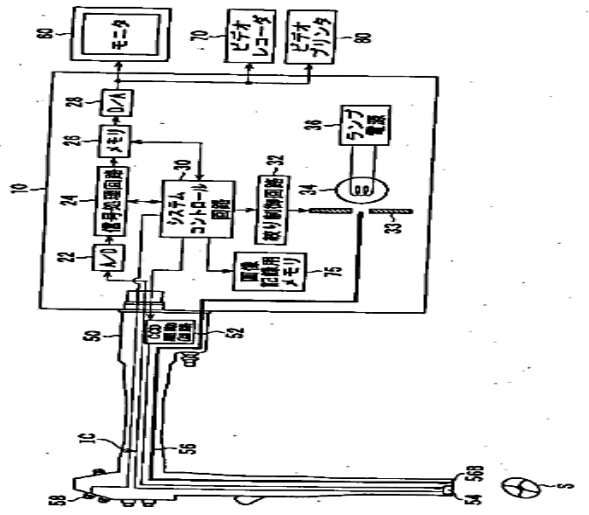 60
モニタ
70
ビデオ
レコーダ
80
ビデオ
プリンタ
10
28
D/A
26
メモリ
24
信号処理回路
22
A/D
30
システム
コントロール
回路
32
絞り制御回路
36
ランプ
電源
34
33
画像
記録用
メモリ
75
50
CCD
駆動
回路
52
IC
56
58
56B
54
S